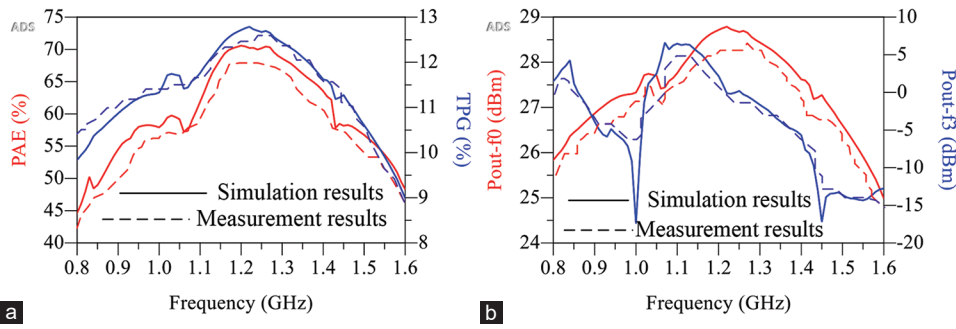 ADS
75
70
65
60
55
50
45
40
PAE (%)
13
12
11
10
9
8
TPG (%)
Simulation results
Measurement results
0.8 0.9 1.0 1.1 1.2 1.3 1.4 1.5 1.6
Frequency (GHz)
a
ADS
29
28
27
26
25
24
Pout-f0 (dBm)
10
5
0
-5
-10
-15
-20
Pout-f3 (dBm)
Simulation results
Measurement results
0.8 0.9 1.0 1.1 1.2 1.3 1.4 1.5 1.6
Frequency (GHz)
b